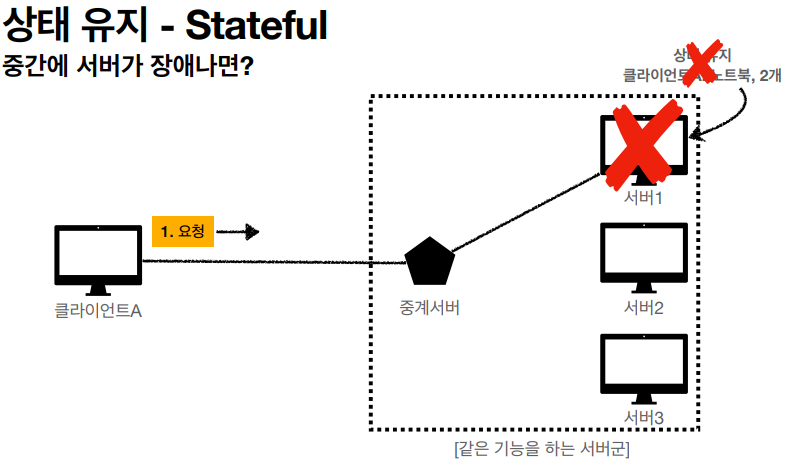 상태 유지 - Stateful
중간에 서버가 장애나면?
상태 유지
클라이언트A: 노트북, 2개
서버1
1. 요청
클라이언트A
중계서버
서버2
서버3
[같은 기능을 하는 서버군]